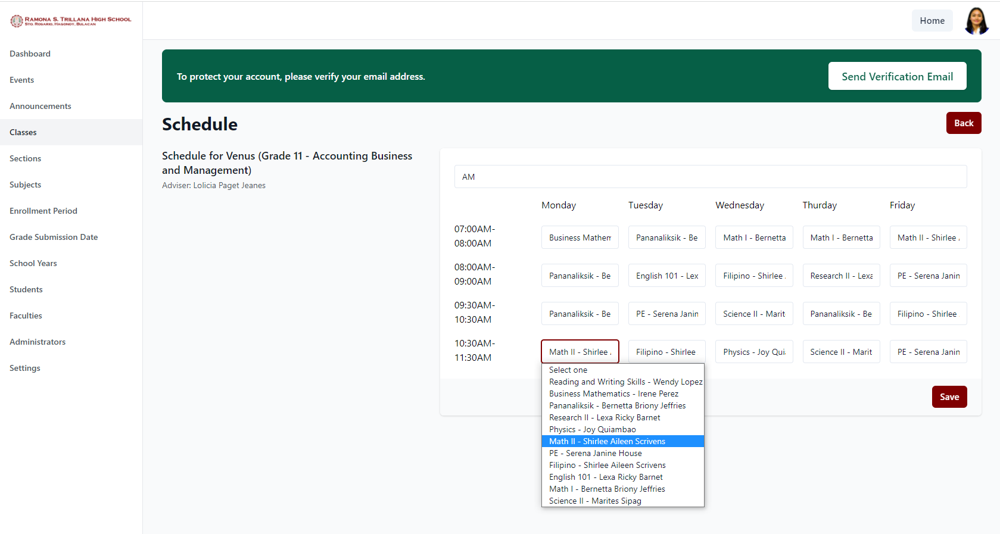 RAMONA S. TRILLANA HIGH SCHOOL
STO. ROSARIO, HAGONOY, BULACAN
Home
Dashboard
Events
Announcements
Classes
Sections
Subjects
Enrollment Period
Grade Submission Date
School Years
Students
Faculties
Administrators
Settings
To protect your account, please verify your email address.
Send Verification Email
Schedule
Back
Schedule for Venus (Grade 11 - Accounting Business
and Management)
Adviser: Lolicia Paget Jeanes
AM
Monday Tuesday Wednesday Thurday Friday
07:00AM-
08:00AM
Business Mathem Pananaliksik - Be Math I - Bernetta Math I - Bernetta Math II - Shirlee
08:00AM-
09:00AM
Pananaliksik - Be English 101 - Lex Filipino - Shirlee Research II - Lexa PE - Serena Janin
09:30AM-
10:30AM
Pananaliksik - Be PE - Serena Janin Science II - Marit Pananaliksik - Be Filipino - Shirlee
10:30AM-
11:30AM
Math II - Shirlee Filipino - Shirlee Physics - Joy Qui Science II - Marit PE - Serena Janin
Select one
Reading and Writing Skills - Wendy Lopez
Business Mathematics - Irene Perez
Pananaliksik - Bernetta Briony Jeffries
Research II - Lexa Ricky Barnet
Physics - Joy Quiambao
Math II - Shirlee Aileen Scrivens
PE - Serena Janine House
Filipino - Shirlee Aileen Scrivens
English 101 - Lexa Ricky Barnet
Math I - Bernetta Briony Jeffries
Science II - Marites Sipag
Save